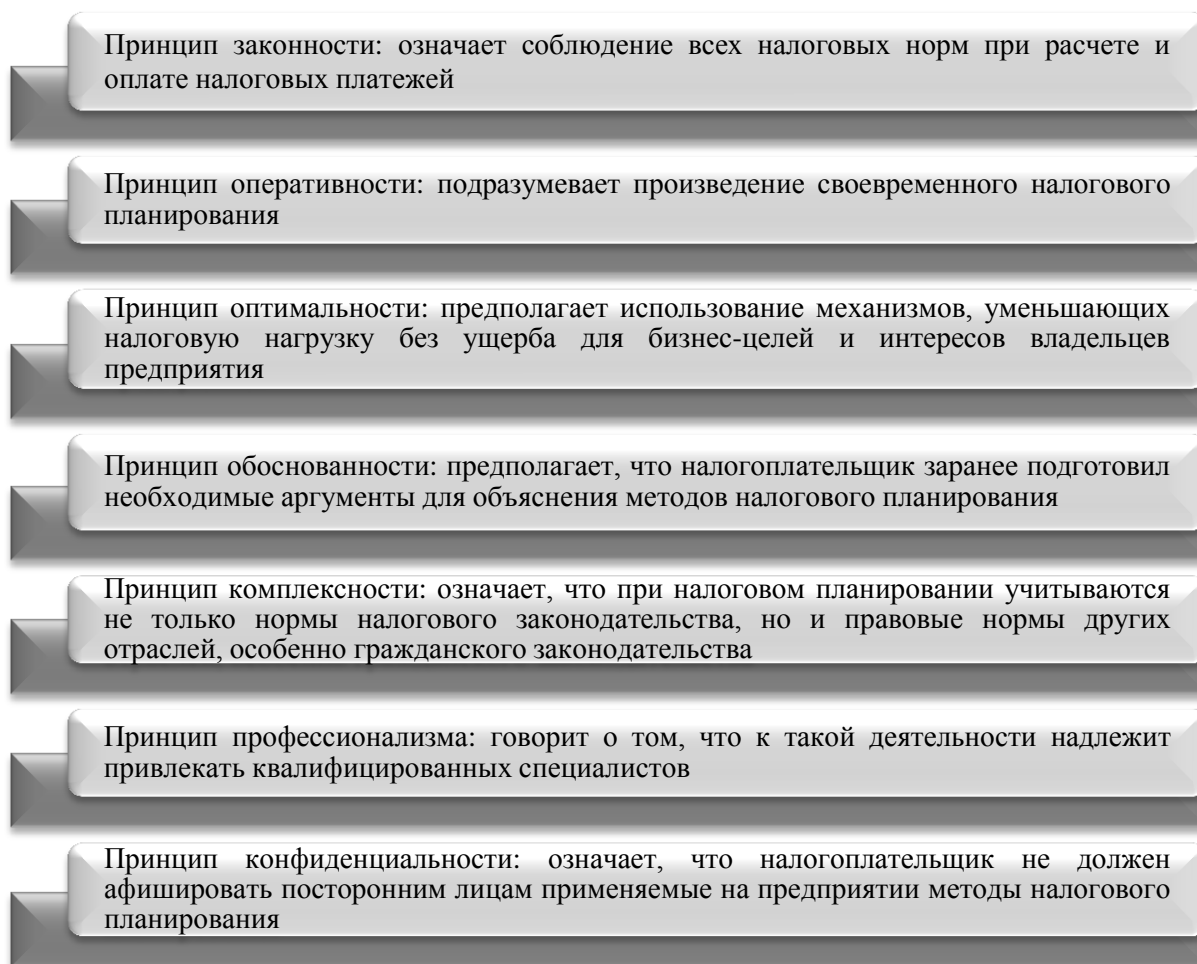 Принцип законности: означает соблюдение всех налоговых норм при расчете и
оплате налоговых платежей
Принцип оперативности: подразумевает произведение своевременного налогового
планирования
Принцип оптимальности: предполагает использование механизмов, уменьшающих
налоговую нагрузку без ущерба для бизнес-целей и интересов владельцев
предприятия
Принцип обоснованности: предполагает, что налогоплательщик заранее подготовил
необходимые аргументы для объяснения методов налогового планирования
Принцип комплексности: означает, что при налоговом планировании учитываются
не только нормы налогового законодательства, но и правовые нормы других
отраслей, особенно гражданского законодательства
Принцип профессионализма: говорит о том, что к такой деятельности надлежит
привлекать квалифицированных специалистов
Принцип конфиденциальности: означает, что налогоплательщик не должен
афишировать посторонним лицам применяемые на предприятии методы налогового
планирования